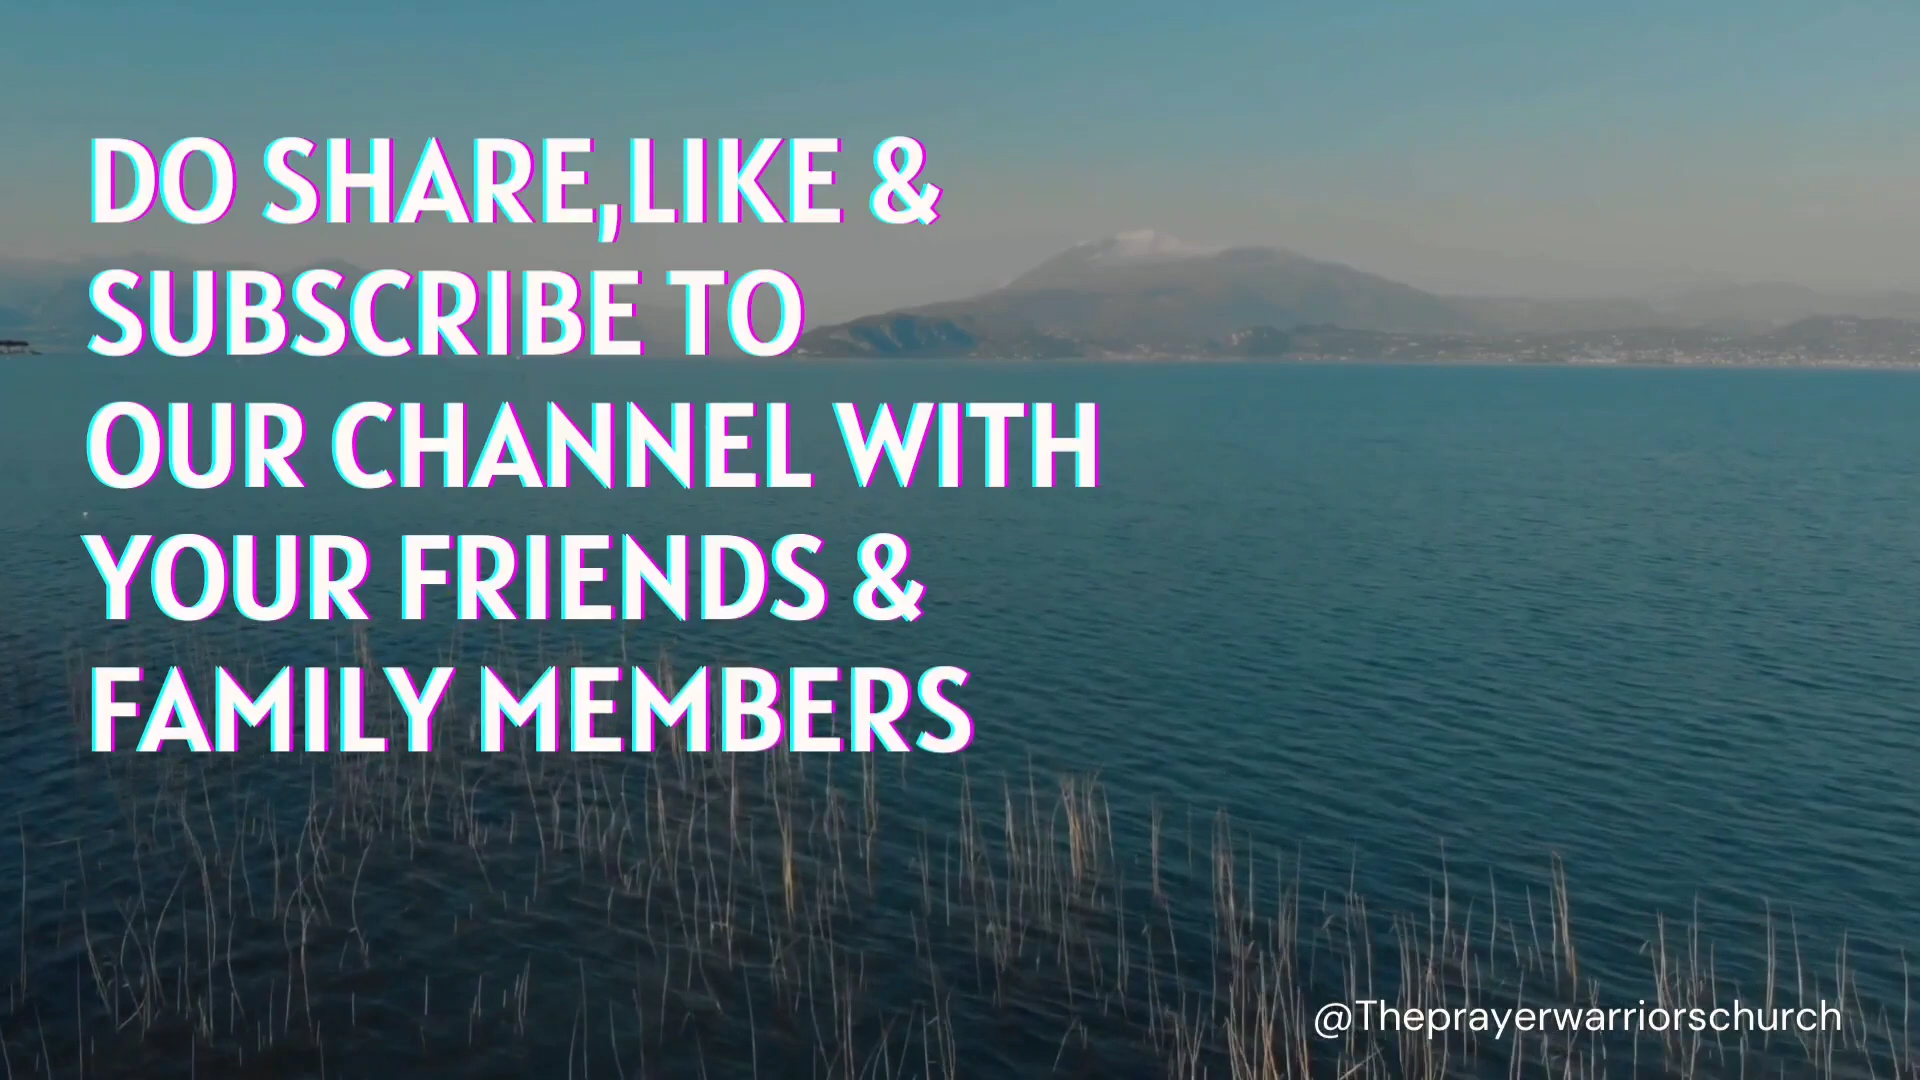 DO SHARE,LIKE &
SUBSCRIBE TO
OUR CHANNEL WITH
YOUR FRIENDS &
FAMILY MEMBERS
@Theprayerwarriorschurch